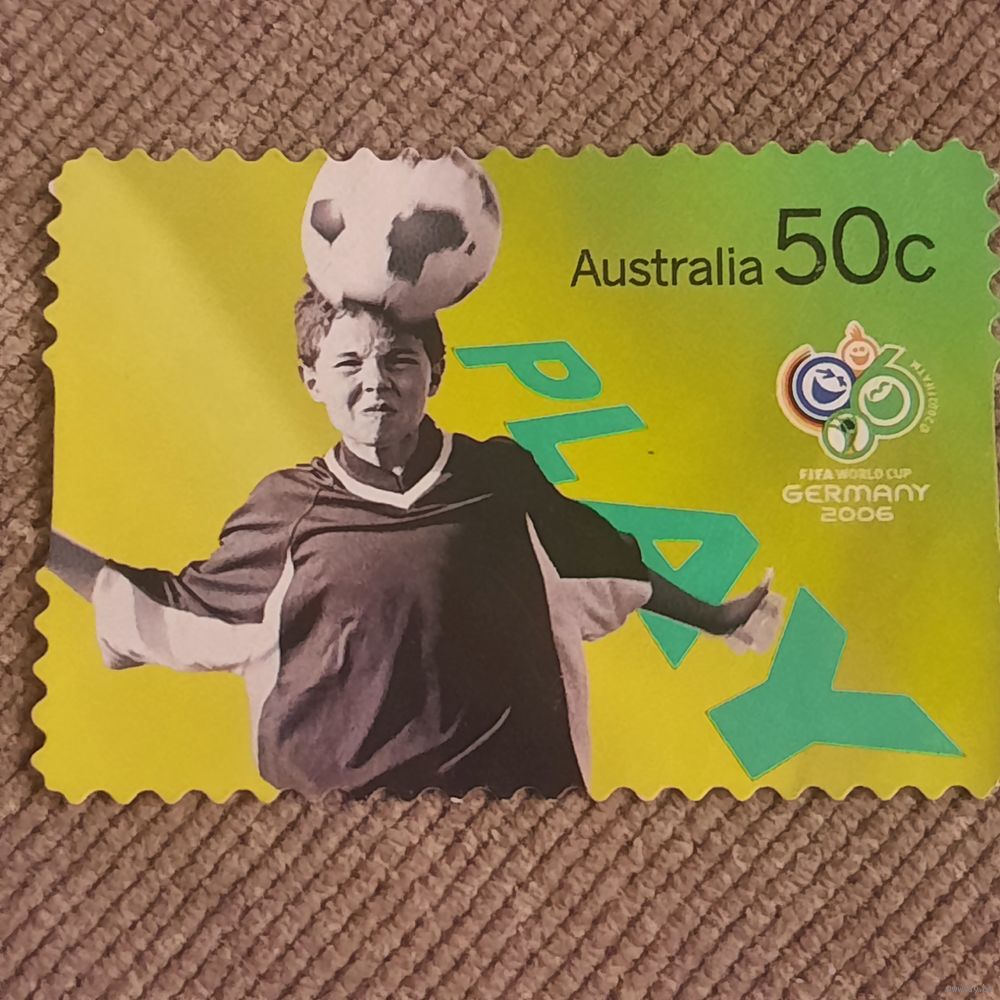 Australia 50c
PLAY
FIFA WORLD CUP
GERMANY
2006